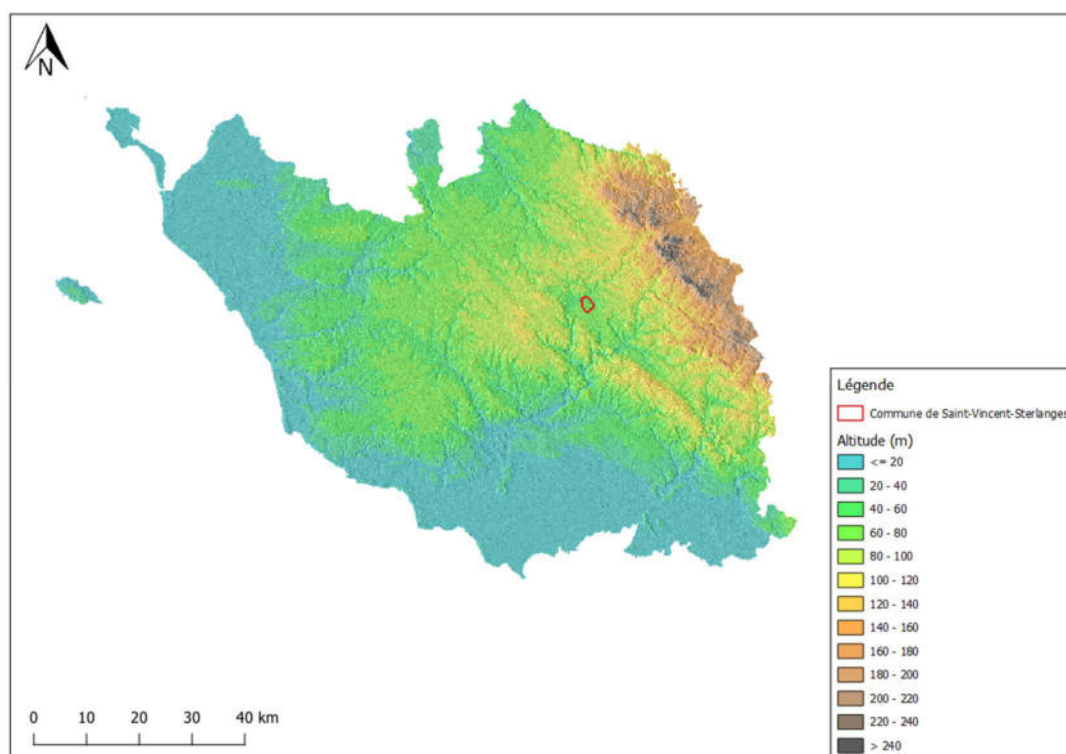 N
Légende
Commune de Saint-Vincent-Sterlanges
Altitude (m)
<= 20
20 - 40
40 - 60
60 - 80
80 - 100
100 - 120
120 - 140
140 - 160
160 - 180
180 - 200
200 - 220
220 - 240
> 240
0 10 20 30 40 km